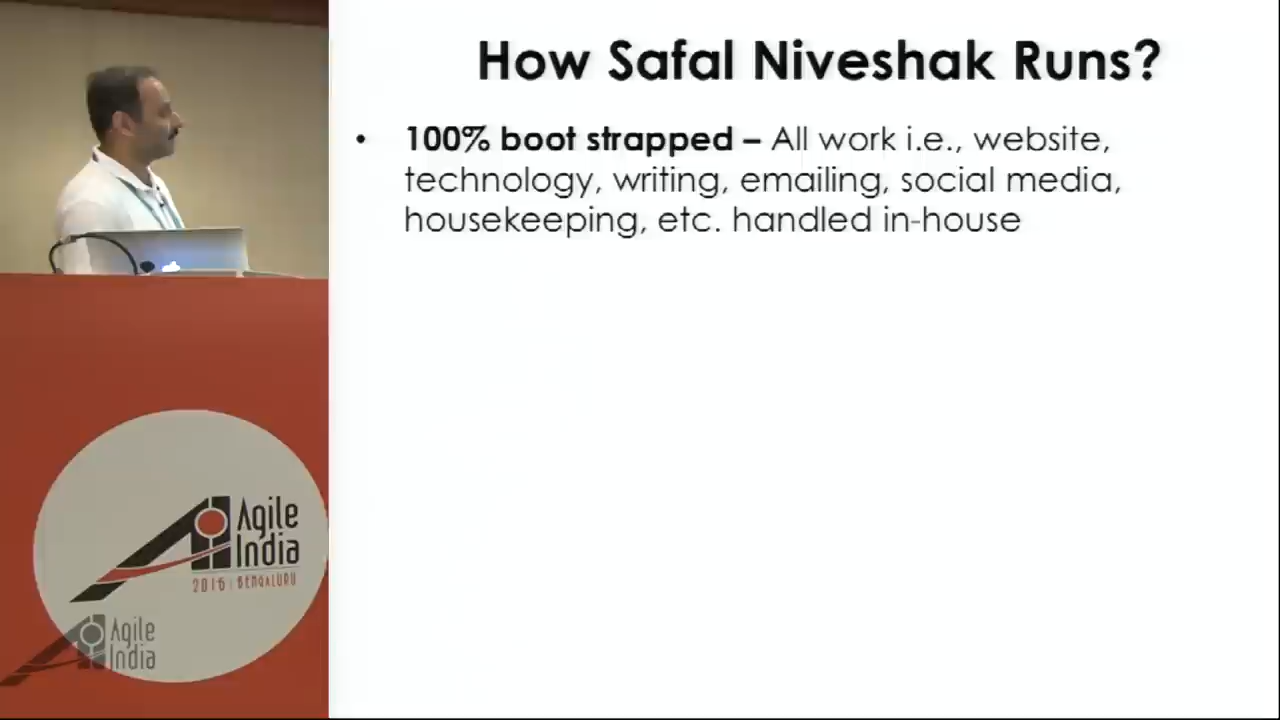 How Safal Niveshak Runs?
• 100% boot strapped – All work i.e., website,
technology, writing, emailing, social media,
housekeeping, etc. handled in-house
Agile
India
2016 | BENGALURU
Agile
India